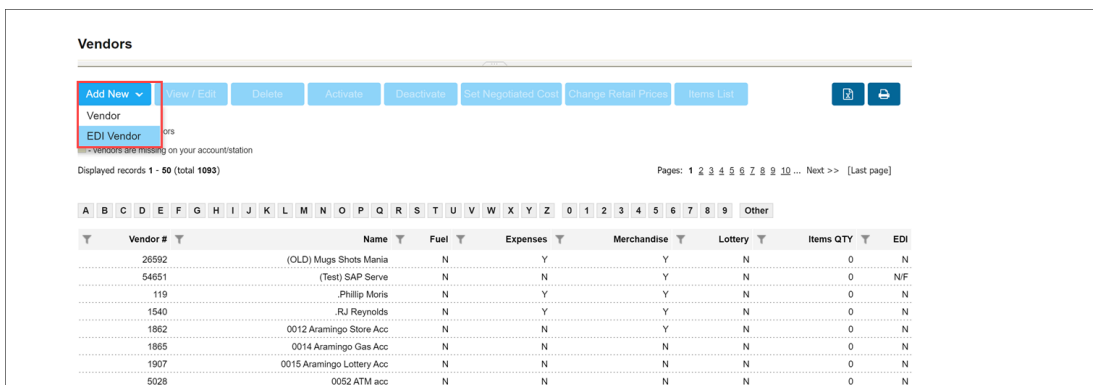 Vendors
Add New View / Edit Delete Activate Deactivate Set Negotiated Cost Change Retail Prices Items List
Vendor
EDI Vendor ors
- vendors are missing on your account/station
Displayed records 1 - 50 (total 1093) Pages: 1 2 3 4 5 6 7 8 9 10 ... Next >> [Last page]
A B C D E F G H I J K L M N O P Q R S T U V W X Y Z 0 1 2 3 4 5 6 7 8 9 Other
Vendor # Name Fuel Expenses Merchandise Lottery Items QTY EDI
26592 (OLD) Mugs Shots Mania N Y Y N 0 N
54651 (Test) SAP Serve N N Y N 0 N/F
119 .Phillip Moris N Y Y N 0 N
1540 .RJ Reynolds N Y Y N 0 N
1862 0012 Aramingo Store Acc N N Y N 0 N
1865 0014 Aramingo Gas Acc N N N N 0 N
1907 0015 Aramingo Lottery Acc N N N N 0 N
5028 0052 ATM acc N N N N 0 N